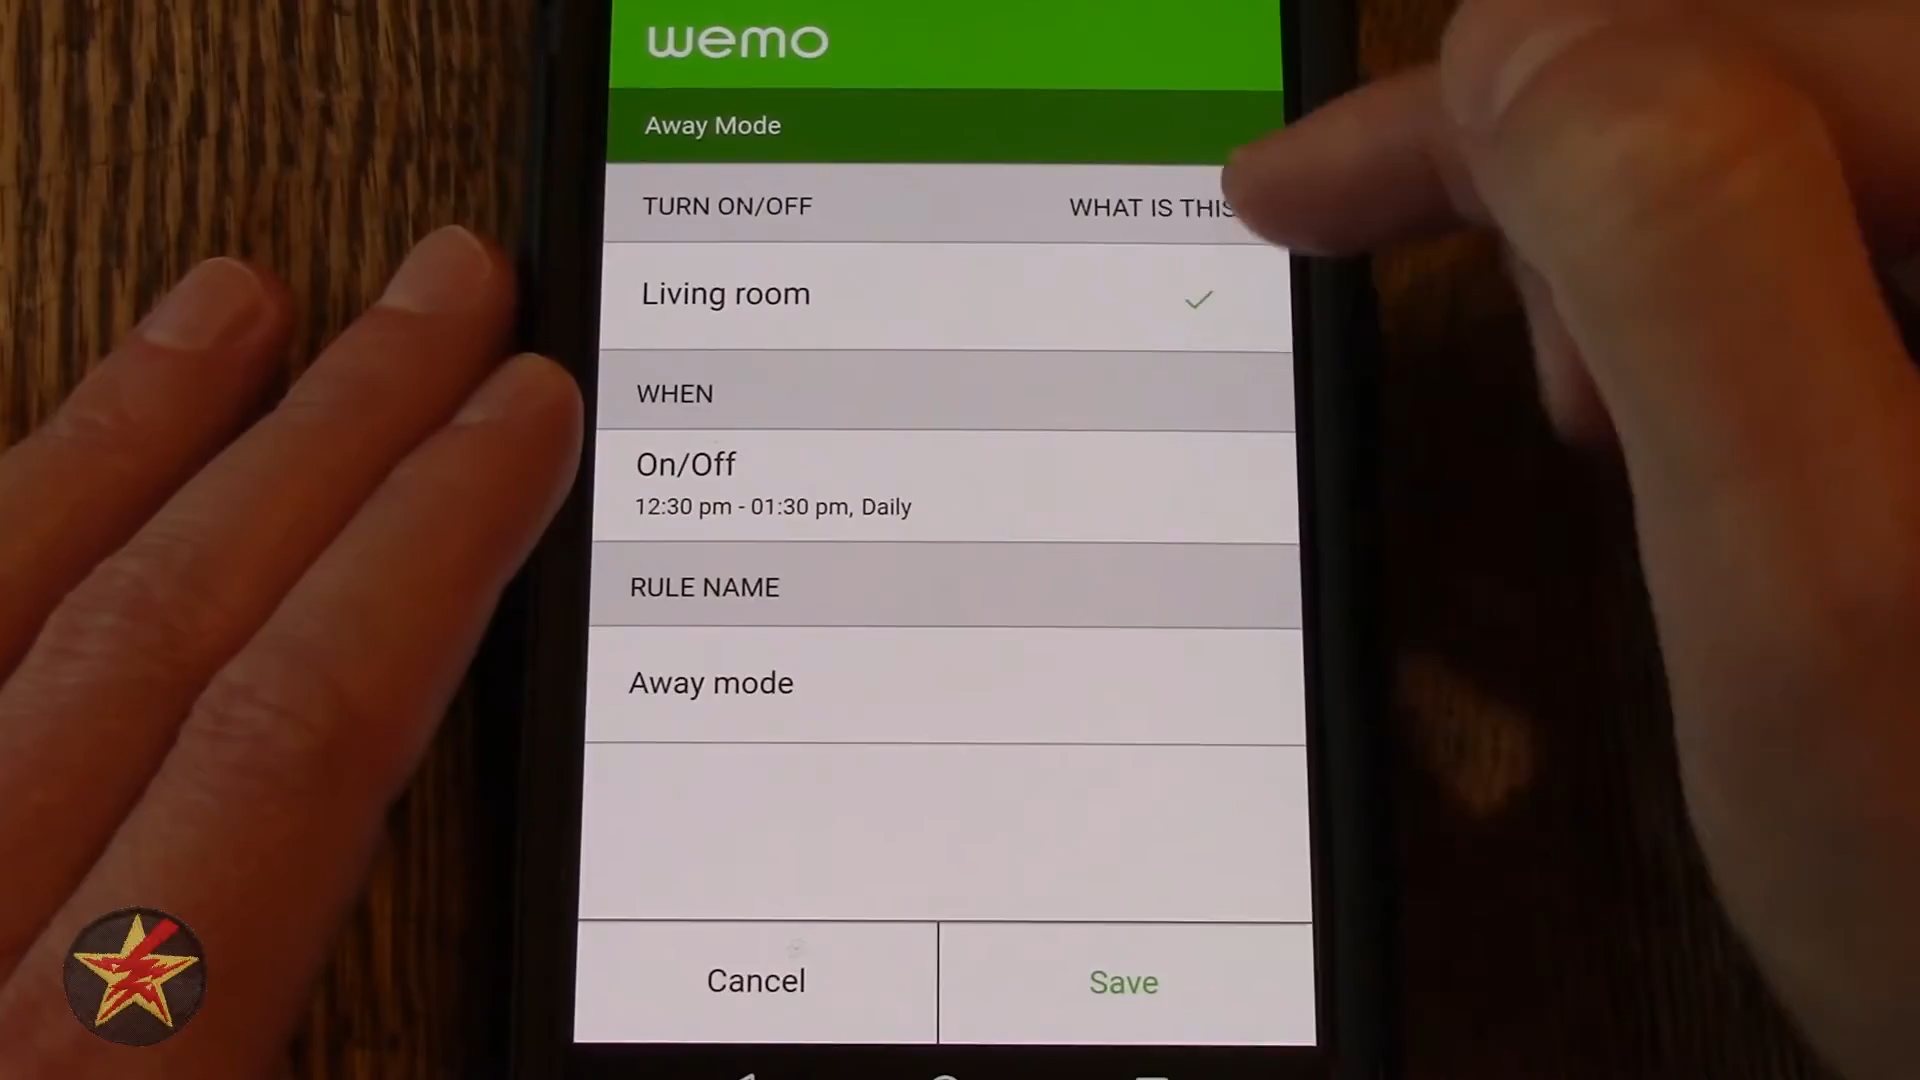 wemo
Away Mode
TURN ON/OFF
WHAT IS THIS
Living room
WHEN
On/Off
12:30 pm - 01:30 pm, Daily
RULE NAME
Away mode
Cancel
Save